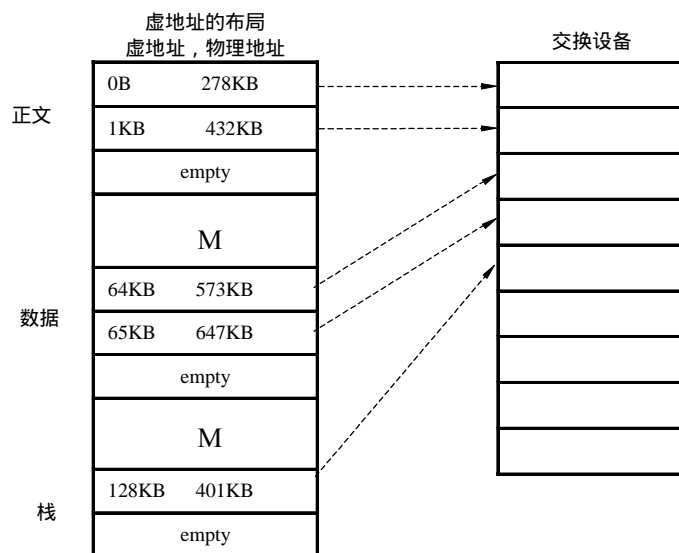 虚地址的布局
虚地址，物理地址
交换设备
正文
0B 278KB
1KB 432KB
empty
M
数据
64KB 573KB
65KB 647KB
empty
M
栈
128KB 401KB
empty